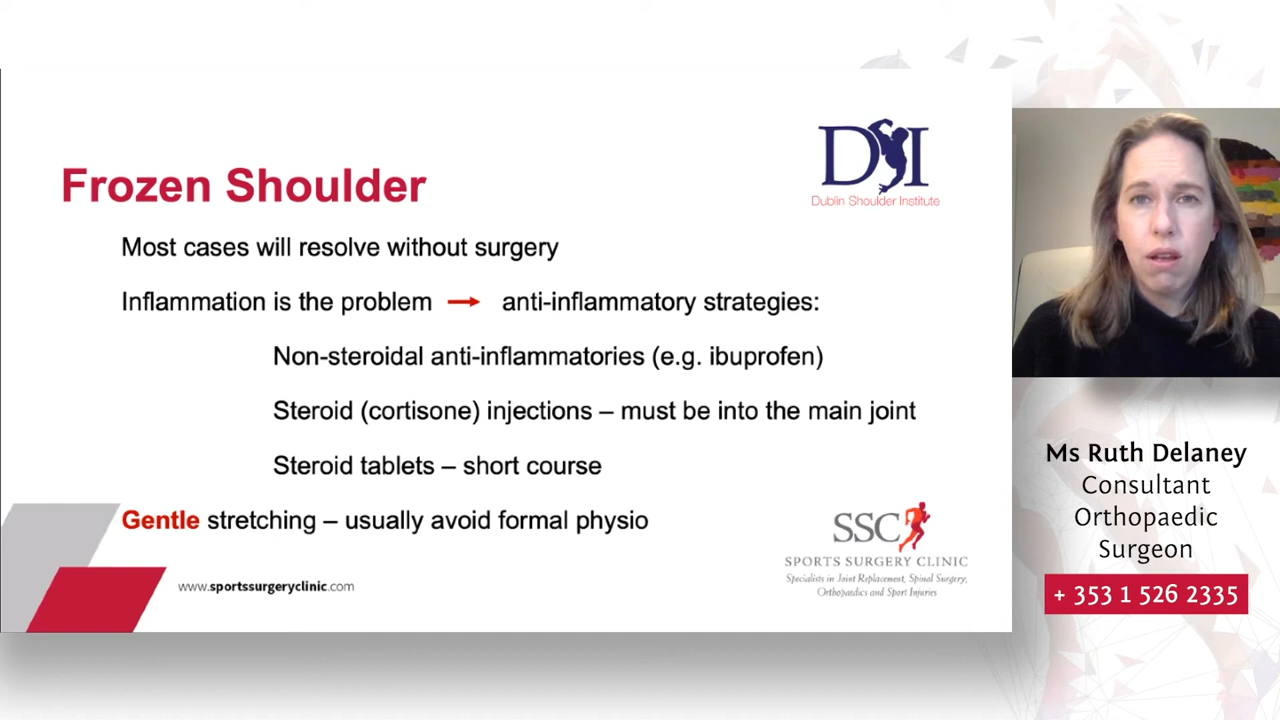 Frozen Shoulder
Most cases will resolve without surgery
Inflammation is the problem → anti-inflammatory strategies:
Non-steroidal anti-inflammatories (e.g. ibuprofen)
Steroid (cortisone) injections – must be into the main joint
Steroid tablets – short course
Gentle stretching – usually avoid formal physio
www.sportssurgeryclinic.com
DSI
Dublin Shoulder Institute
SSC
SPORTS SURGERY CLINIC
Specialists in Joint Replacement, Spinal Surgery,
Orthopaedics and Sport Injuries
Ms Ruth Delaney
Consultant
Orthopaedic
Surgeon
+ 353 1 526 2335